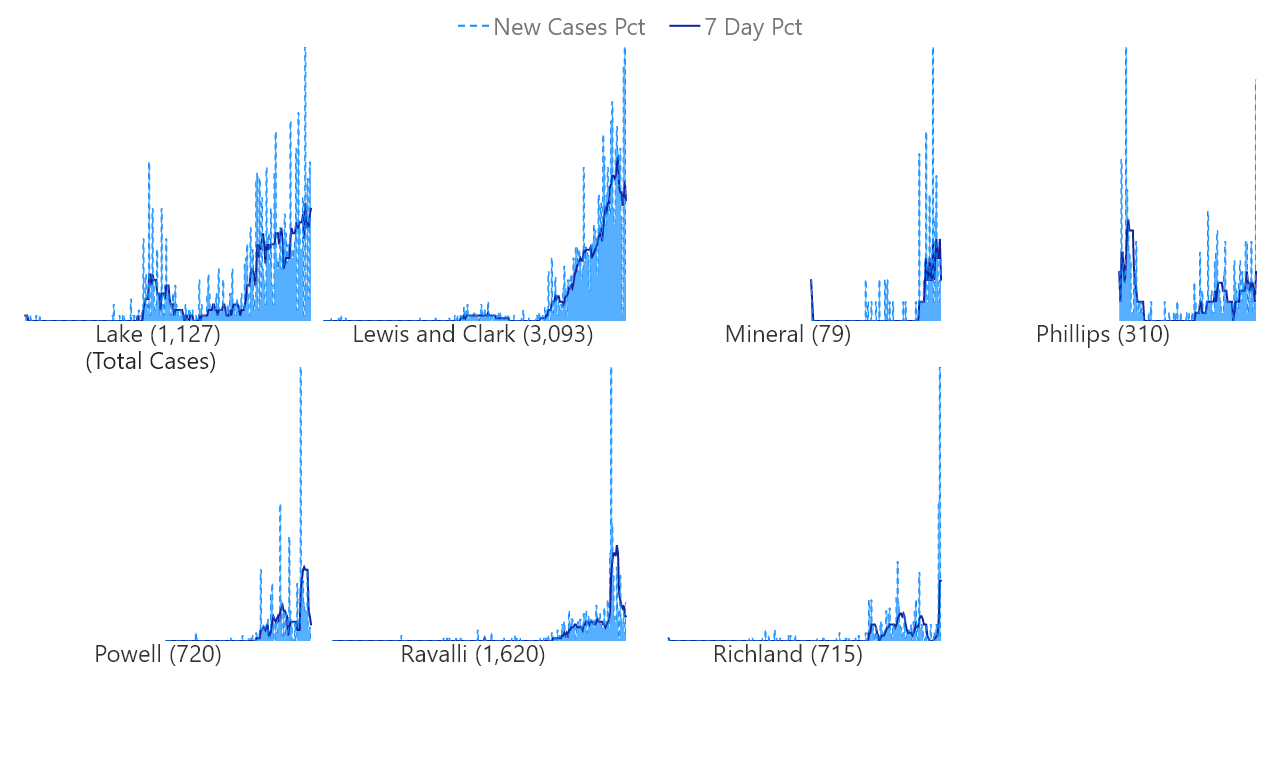 New Cases Pct 7 Day Pct
Lake (1,127) Lewis and Clark (3,093) Mineral (79) Phillips (310)
(Total Cases)
Powell (720) Ravalli (1,620) Richland (715)